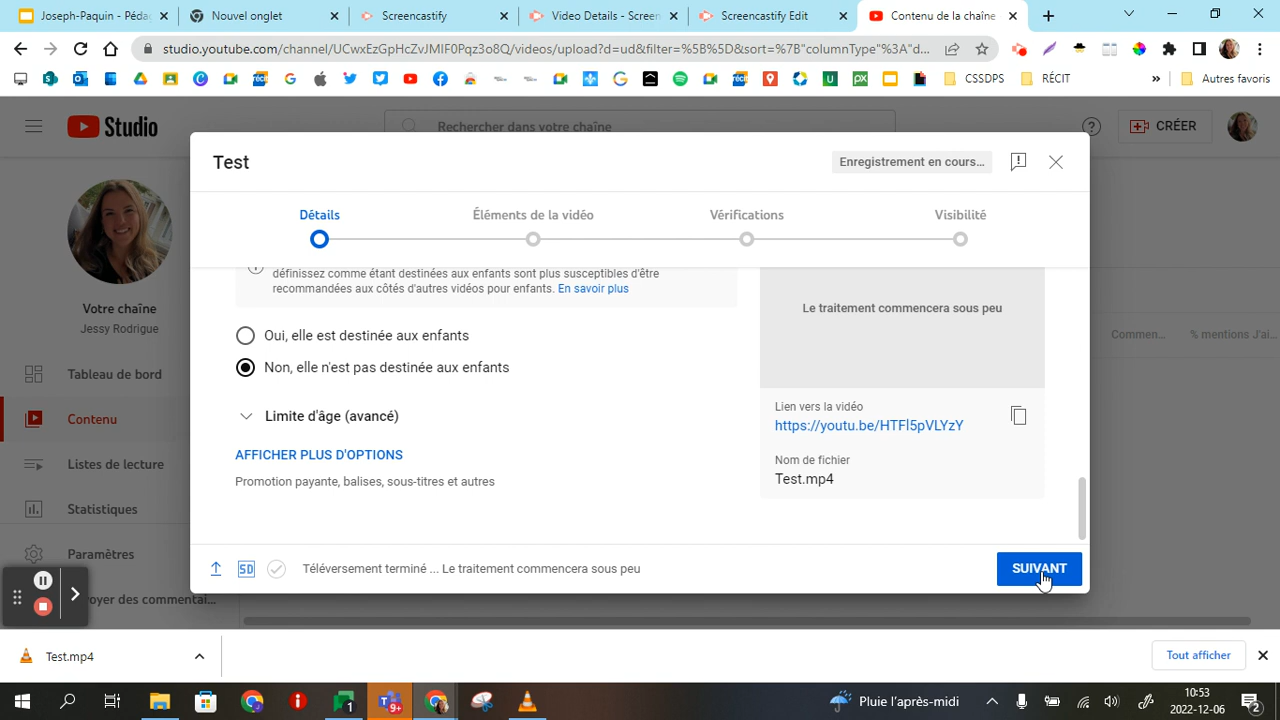 Joseph-Paquin - Péda
Nouvel onglet
Screencastify
Video Details - Screen
Screencastify Edit
Contenu de la chaîne
studio.youtube.com/channel/UCwxEzGpHcZvJMIF0Pqz3o8Q/videos/upload?d=ud&filter=%5B%5D&sort=%7B"columnType"%3A"d...
CSSDPS
RÉCIT
Autres favoris
Studio
Rechercher dans votre chaîne
CRÉER
Test
Enregistrement en cours...
Détails
Éléments de la vidéo
Vérifications
Visibilité
définissez comme étant destinées aux enfants sont plus susceptibles d'être
recommandées aux côtés d'autres vidéos pour enfants. En savoir plus
Oui, elle est destinée aux enfants
Non, elle n'est pas destinée aux enfants
Limite d'âge (avancé)
AFFICHER PLUS D'OPTIONS
Promotion payante, balises, sous-titres et autres
Le traitement commencera sous peu
Lien vers la vidéo
https://youtu.be/HTFl5pVLYzY
Nom de fichier
Test.mp4
Téléversement terminé ... Le traitement commencera sous peu
SUIVANT
Votre chaîne
Jessy Rodrigue
Tableau de bord
Contenu
Listes de lecture
Statistiques
Paramètres
oyer des commentai...
Commen...
% mentions J'ai...
Test.mp4
Tout afficher
Pluie l'après-midi
10:53
2022-12-06